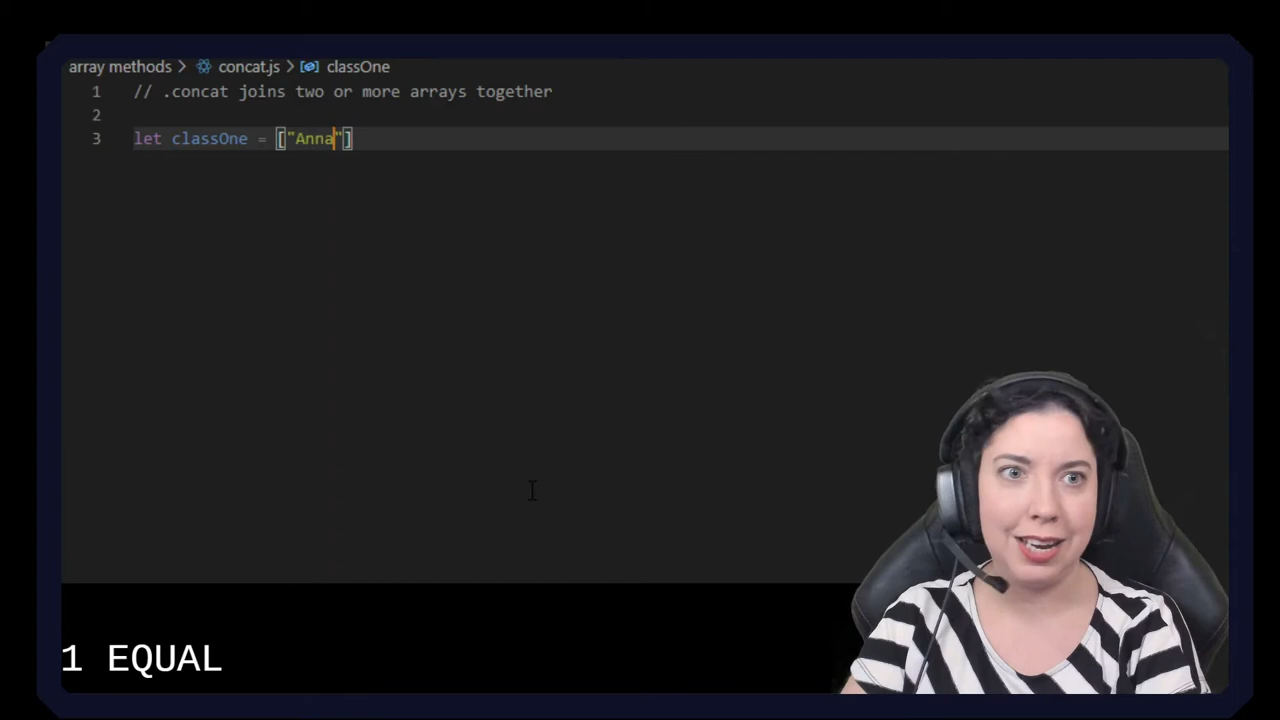 array methods > concat.js > classOne
1 // .concat joins two or more arrays together
2
3 let classOne = ["Anna"]
1 EQUAL